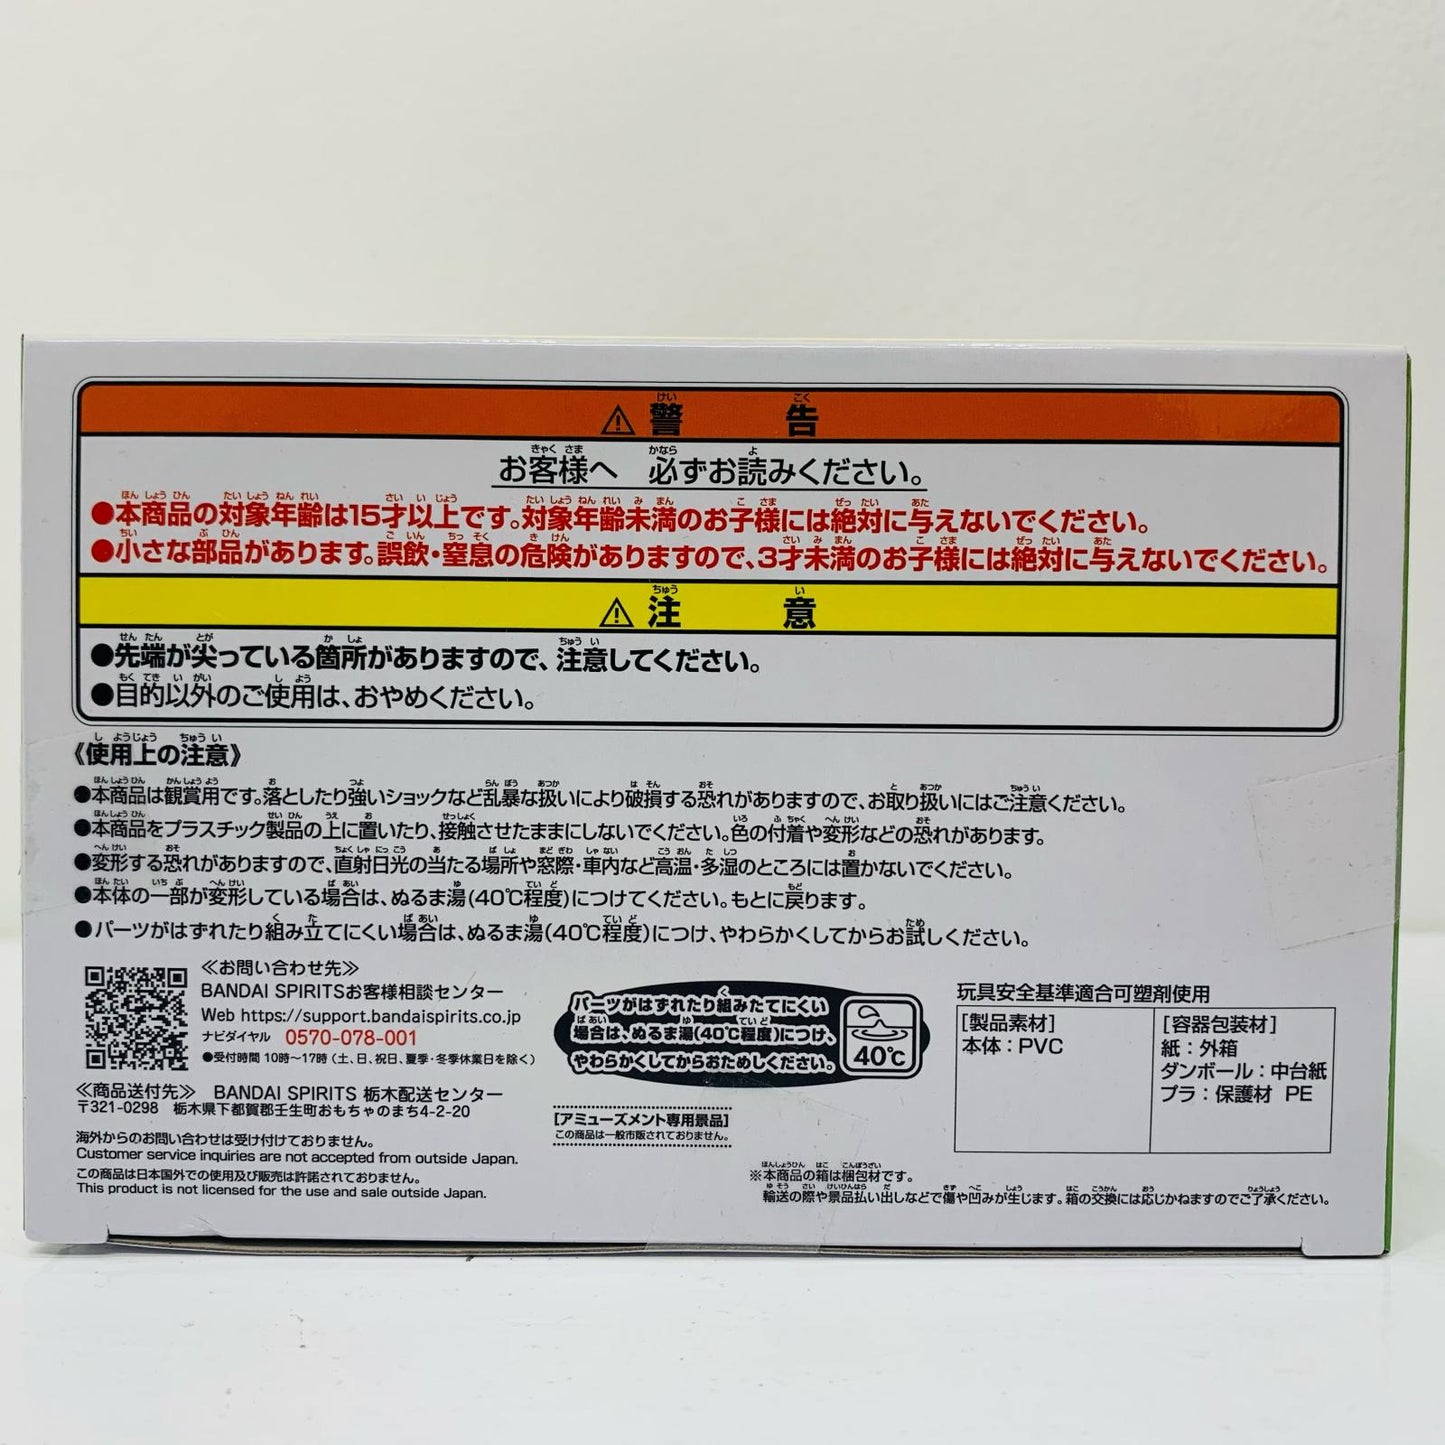 ⚠警告
お客様へ 必ずお読みください。
●本商品の対象年齢は15才以上です。対象年齢未満のお子様には絶対に与えないでください。
●小さな部品があります。誤飲・窒息の危険がありますので、3才未満のお子様には絶対に与えないでください。
⚠注意
●先端が尖っている箇所がありますので、注意してください。
●目的以外のご使用は、おやめください。
《使用上の注意》
●本商品は観賞用です。落としたり強いショックなど乱暴な扱いにより破損する恐れがありますので、お取り扱いにはご注意ください。
●本商品をプラスチック製品の上に置いたり、接触させたままにしないでください。色の付着や変形などの恐れがあります。
●変形する恐れがありますので、直射日光の当たる場所や窓際・車内など高温・多湿のところには置かないでください。
●本体の一部が変形している場合は、ぬるま湯(40℃程度)につけてください。もとに戻ります。
●パーツがはずれたり組み立てにくい場合は、ぬるま湯(40℃程度)につけ、やわらかくしてからお試しください。
≪お問い合わせ先≫
BANDAI SPIRITSお客様相談センター
Web https://support.bandaispirits.co.jp
ナビダイヤル 0570-078-001
●受付時間 10時〜17時(土、日、祝日、夏季・冬季休業日を除く)
≪商品送付先≫ BANDAI SPIRITS 栃木配送センター
〒321-0298 栃木県下都賀郡壬生町おもちゃのまち4-2-20
海外からのお問い合わせは受け付けておりません。
Customer service inquiries are not accepted from outside Japan.
この商品は日本国外での使用及び販売は許諾されておりません。
This product is not licensed for the use and sale outside Japan.
パーツがはずれたり組みたてにくい
場合は、ぬるま湯(40℃程度)につけ、
やわらかくしてからおためしください。
40℃
[アミューズメント専用景品]
この商品は一般市販されておりません。
玩具安全基準適合可塑剤使用
[製品素材]
本体:PVC
[容器包装材]
紙:外箱
ダンボール:中台紙
プラ:保護材 PE
※本商品の箱は梱包材です。
輸送の際や景品払い出しなどで傷や凹みが生じます。箱の交換には応じかねますのでご了承ください。